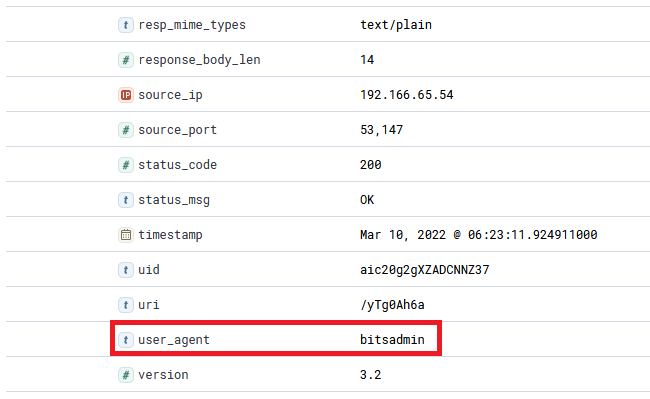 t resp_mime_types text/plain
# response_body_len 14
IP source_ip 192.166.65.54
# source_port 53,147
# status_code 200
t status_msg OK
timestamp Mar 10, 2022 @ 06:23:11.924911000
t uid aic20g2gXZADCNNZ37
t uri /yTg0Ah6a
t user_agent bitsadmin
# version 3.2